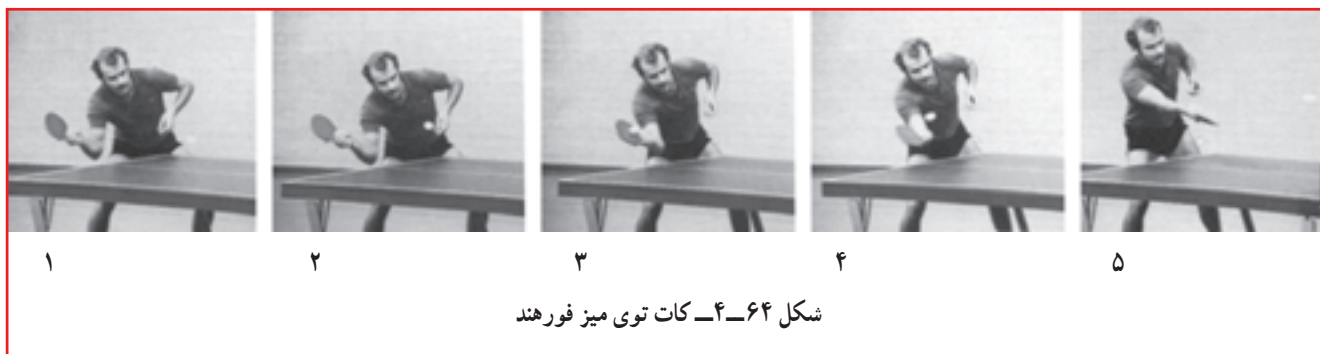 ۱ ۲ ۳ ۴ ۵
شکل ۶۴ــ۴ــ کات توی میز فورهند